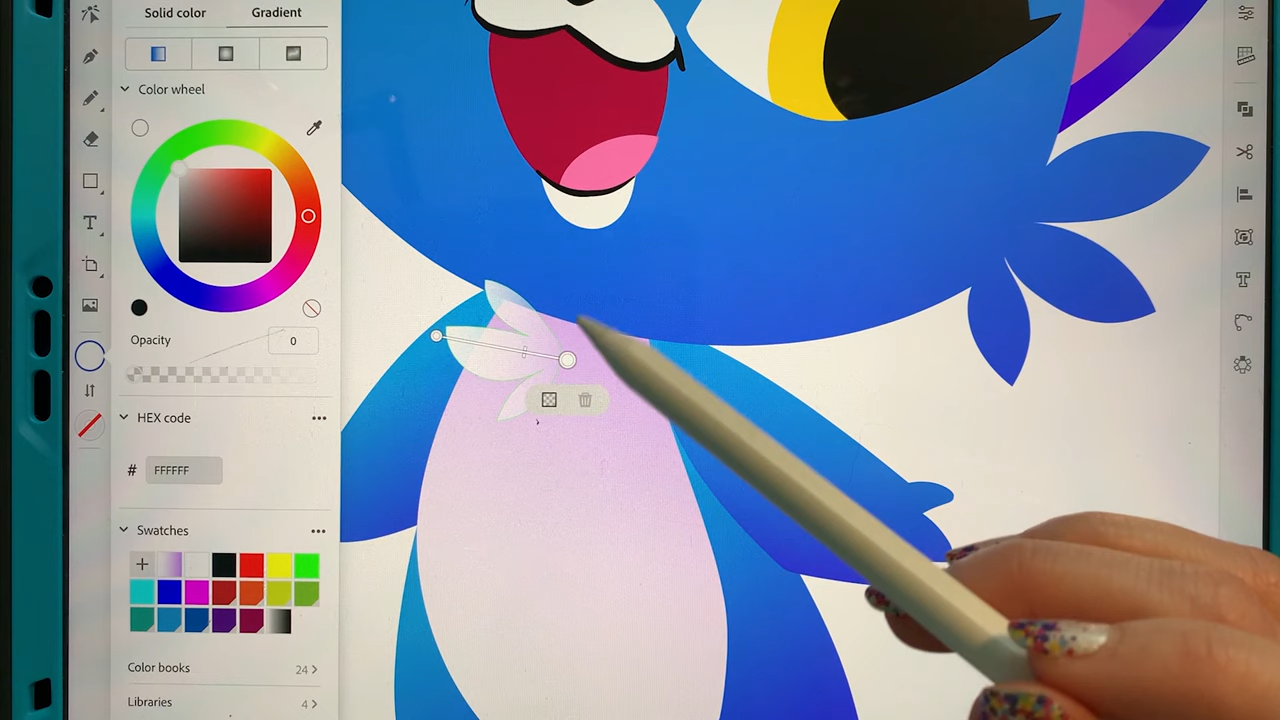 Solid color
Gradient
Color wheel
Opacity
0
HEX code
# FFFFFF
Swatches
Color books
24
Libraries
4